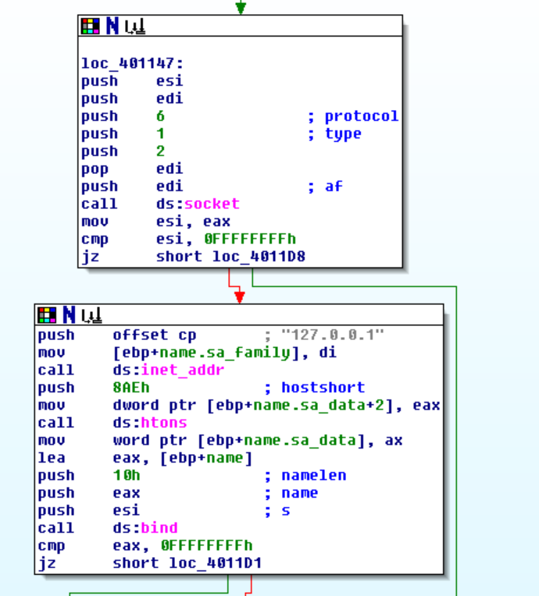 loc_401147:
push esi
push edi
push 6 ; protocol
push 1 ; type
push 2
pop edi
push edi ; af
call ds:socket
mov esi, eax
cmp esi, 0FFFFFFFFh
jz short loc_4011D8
push offset cp ; "127.0.0.1"
mov [ebp+name.sa_family], di
call ds:inet_addr
push 8AEh ; hostshort
mov dword ptr [ebp+name.sa_data+2], eax
call ds:htons
mov word ptr [ebp+name.sa_data], ax
lea eax, [ebp+name]
push 10h ; namelen
push eax ; name
push esi ; s
call ds:bind
cmp eax, 0FFFFFFFFh
jz short loc_4011D1